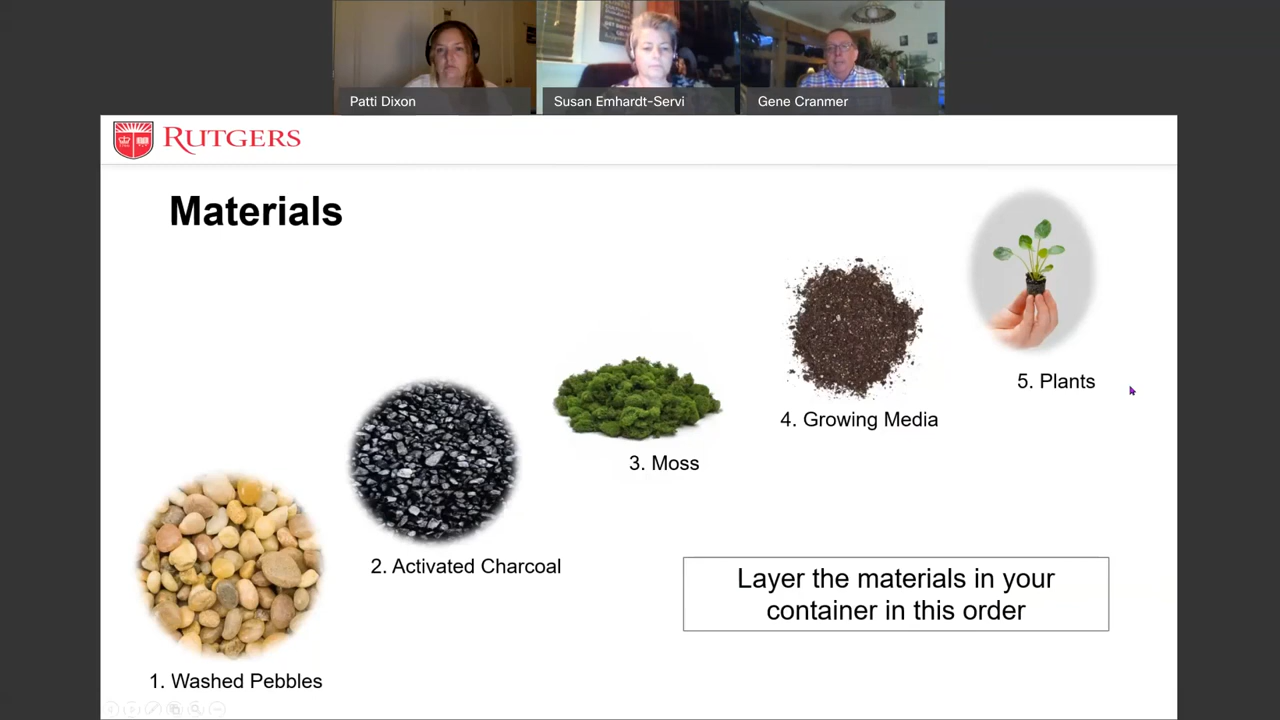 Patti Dixon
Susan Emhardt-Servi
Gene Cranmer
RUTGERS
Materials
5. Plants
4. Growing Media
3. Moss
2. Activated Charcoal
Layer the materials in your
container in this order
1. Washed Pebbles